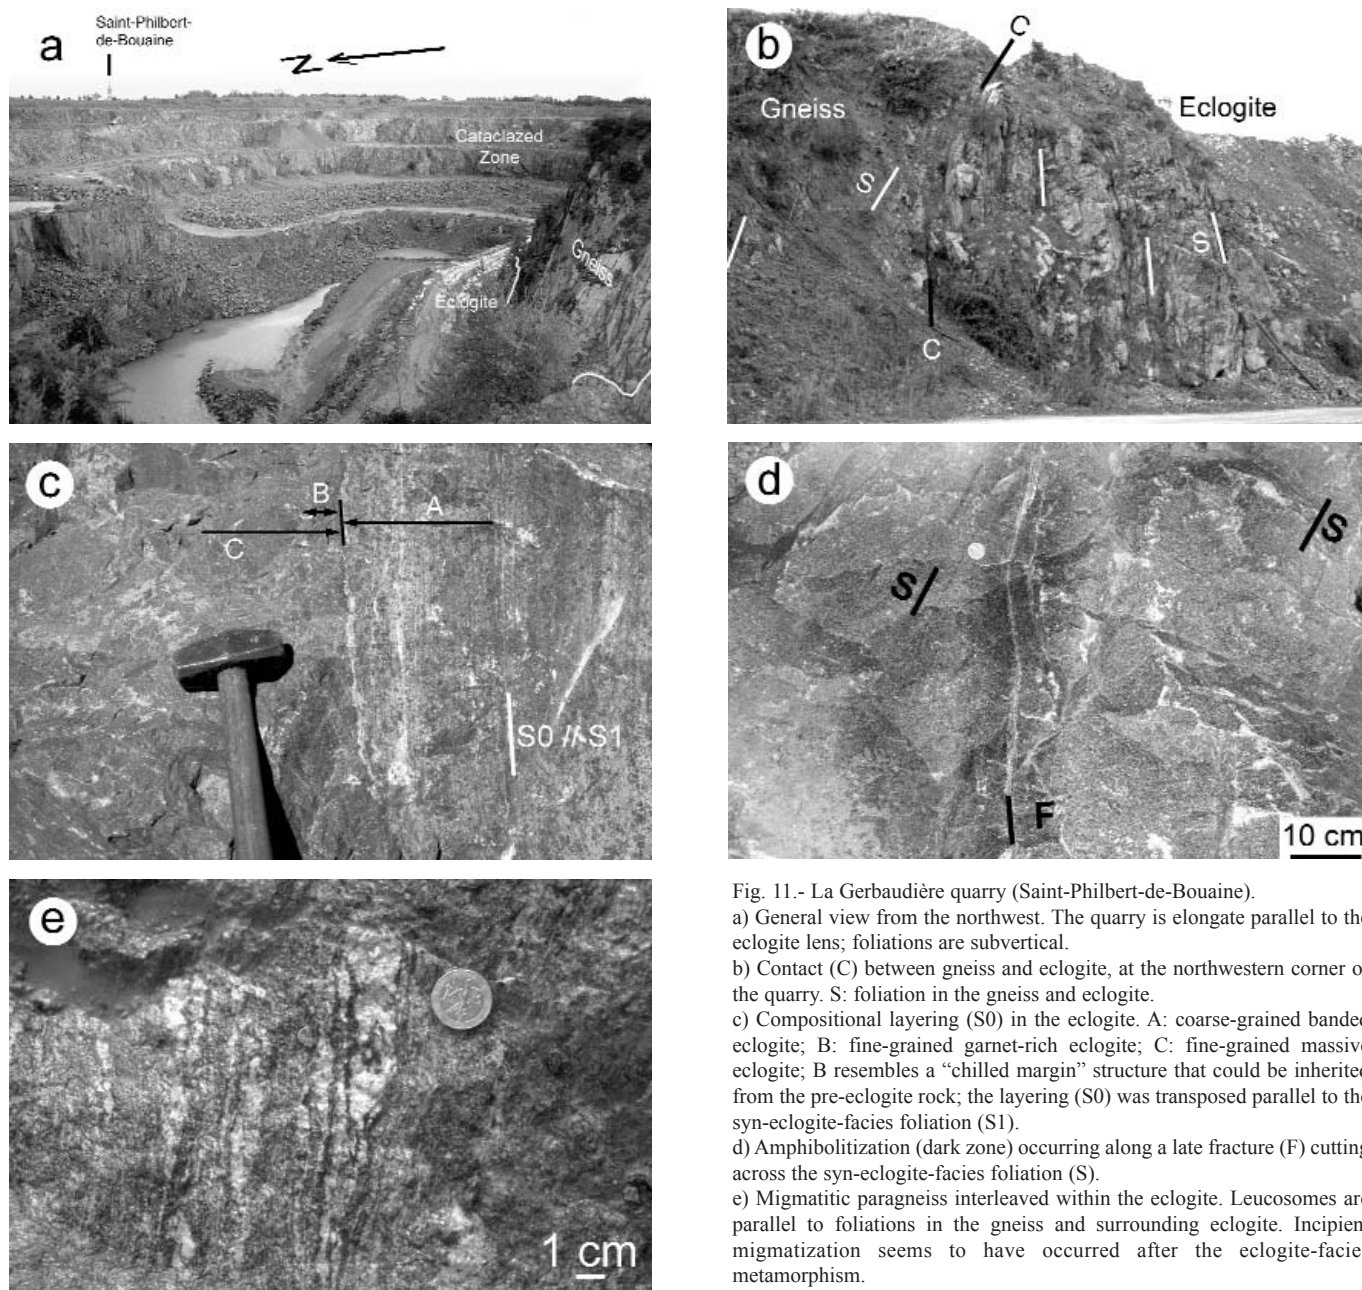 Saint-Philbert-
de-Bouaine
a
N
Cataclazed
Zone
Gneiss
Eclogite
b
C
Gneiss
Eclogite
S
S
C
c
B
A
C
S0 // S1
d
S
S
F
10 cm
e
1 cm
Fig. 11.- La Gerbaudière quarry (Saint-Philbert-de-Bouaine).
a) General view from the northwest. The quarry is elongate parallel to the
eclogite lens; foliations are subvertical.
b) Contact (C) between gneiss and eclogite, at the northwestern corner o
the quarry. S: foliation in the gneiss and eclogite.
c) Compositional layering (S0) in the eclogite. A: coarse-grained banded
eclogite; B: fine-grained garnet-rich eclogite; C: fine-grained massive
eclogite; B resembles a “chilled margin” structure that could be inherited
from the pre-eclogite rock; the layering (S0) was transposed parallel to the
syn-eclogite-facies foliation (S1).
d) Amphibolitization (dark zone) occurring along a late fracture (F) cutting
across the syn-eclogite-facies foliation (S).
e) Migmatitic paragneiss interleaved within the eclogite. Leucosomes are
parallel to foliations in the gneiss and surrounding eclogite. Incipien
migmatization seems to have occurred after the eclogite-facie
metamorphism.